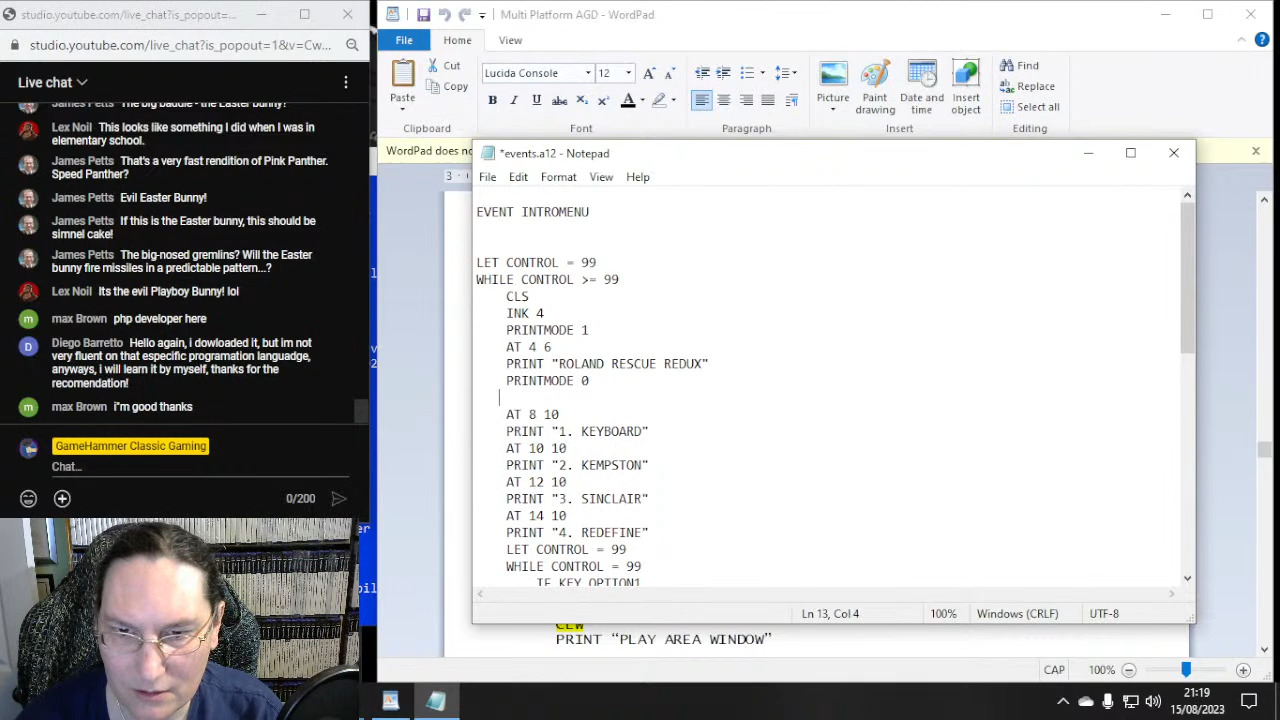 studio.youtube.com/live_chat?is_popout=...
studio.youtube.com/live_chat?is_popout=1&v=Cw...
Live chat
James Petts The big baddie - the Easter bunny?
Lex Noil This looks like something I did when I was in
elementary school.
James Petts That's a very fast rendition of Pink Panther.
Speed Panther?
James Petts Evil Easter Bunny!
James Petts If this is the Easter bunny, this should be
simnel cake!
James Petts The big-nosed gremlins? Will the Easter
bunny fire missiles in a predictable pattern...?
Lex Noil Its the evil Playboy Bunny! lol
m
max Brown php developer here
D
Diego Barretto Hello again, i dowloaded it, but im not
very fluent on that especific programation languadge,
anyways, i will learn it by myself, thanks for the
recomendation!
m
max Brown i"m good thanks
GameHammer Classic Gaming
Chat...
0/200
Multi Platform AGD - WordPad
File
Home
View
Paste
Cut
Copy
Clipboard
Lucida Console
12
Font
Paragraph
Picture
Paint
drawing
Date and
time
Insert
object
Insert
Find
Replace
Select all
Editing
WordPad does no
3
*events.a12 - Notepad
File Edit Format View Help
EVENT INTROMENU
LET CONTROL = 99
WHILE CONTROL >= 99
CLS
INK 4
PRINTMODE 1
AT 4 6
PRINT "ROLAND RESCUE REDUX"
PRINTMODE 0
AT 8 10
PRINT "1. KEYBOARD"
AT 10 10
PRINT "2. KEMPSTON"
AT 12 10
PRINT "3. SINCLAIR"
AT 14 10
PRINT "4. REDEFINE"
LET CONTROL = 99
WHILE CONTROL = 99
IF KEY OPTION1
Ln 13, Col 4
100%
Windows (CRLF)
UTF-8
CLW
PRINT “PLAY AREA WINDOW”
CAP
100%
21:19
15/08/2023